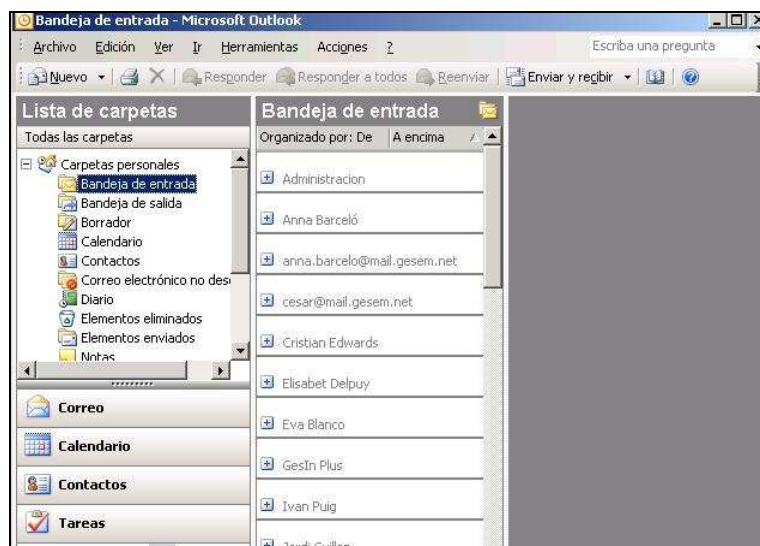 Bandeja de entrada - Microsoft Outlook
Archivo Edición Ver Ir Herramientas Acciones ? Escriba una pregunta
Nuevo Responder Responder a todos Reenviar Enviar y recibir
Lista de carpetas
Todas las carpetas
Carpetas personales
Bandeja de entrada
Bandeja de salida
Borrador
Calendario
Contactos
Correo electrónico no
Diario
Elementos eliminados
Elementos enviados
Notas
Correo
Calendario
Contactos
Tareas
Bandeja de entrada
Organizado por: De A encima
Administracion
Anna Barceló
anna.barcelo@mail.gesem.net
cesar@mail.gesem.net
Cristian Edwards
Elisabet Delpuy
Eva Blanco
GesIn Plus
Ivan Puig